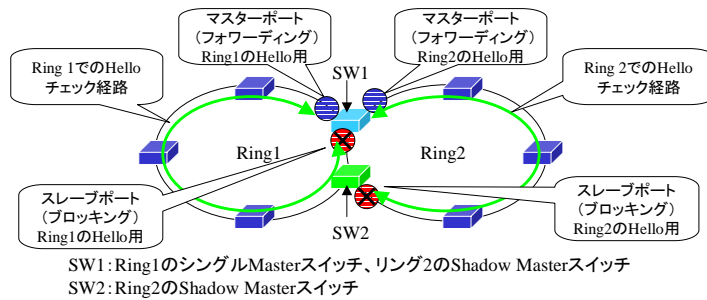 マスターポート
(フォワーディング)
Ring1のHello用
マスターポート
(フォワーディング)
Ring2のHello用
SW1
Ring 1でのHello
チェック経路
Ring 2でのHello
チェック経路
Ring1
Ring2
スレーブポート
(ブロッキング)
Ring1のHello用
スレーブポート
(ブロッキング)
Ring2のHello用
SW2
SW1:Ring1のシングルMasterスイッチ、リング2のShadow Masterスイッチ
SW2:Ring2のShadow Masterスイッチ